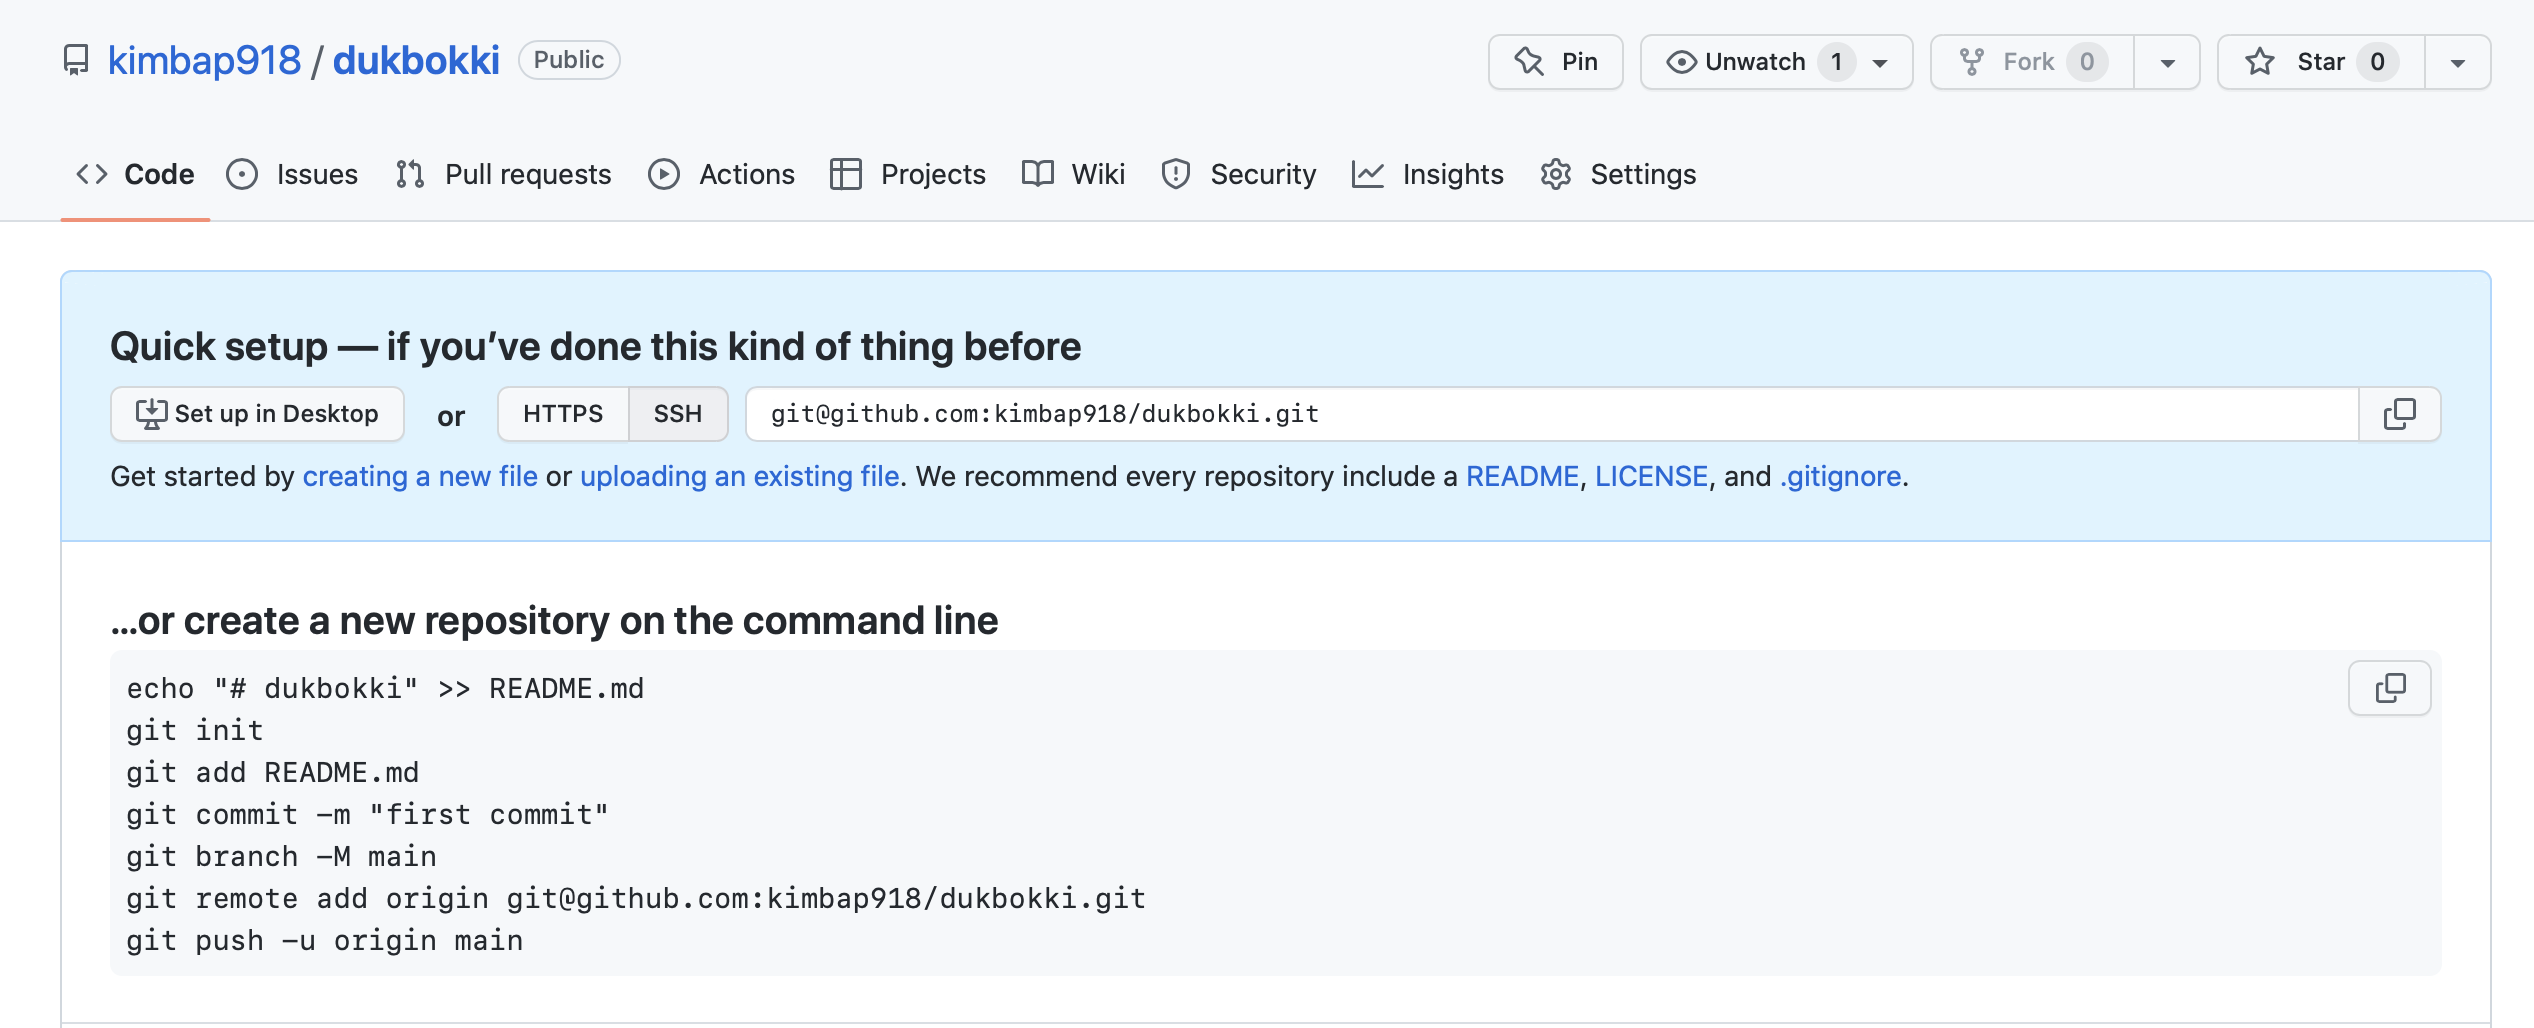 kimbap918 / dukbokki Public
Pin Unwatch 1 Fork 0 Star 0
Code Issues Pull requests Actions Projects Wiki Security Insights Settings
Quick setup — if you’ve done this kind of thing before
Set up in Desktop or HTTPS SSH git@github.com:kimbap918/dukbokki.git
Get started by creating a new file or uploading an existing file. We recommend every repository include a README, LICENSE, and .gitignore.
…or create a new repository on the command line
echo "# dukbokki" >> README.md
git init
git add README.md
git commit -m "first commit"
git branch -M main
git remote add origin git@github.com:kimbap918/dukbokki.git
git push -u origin main